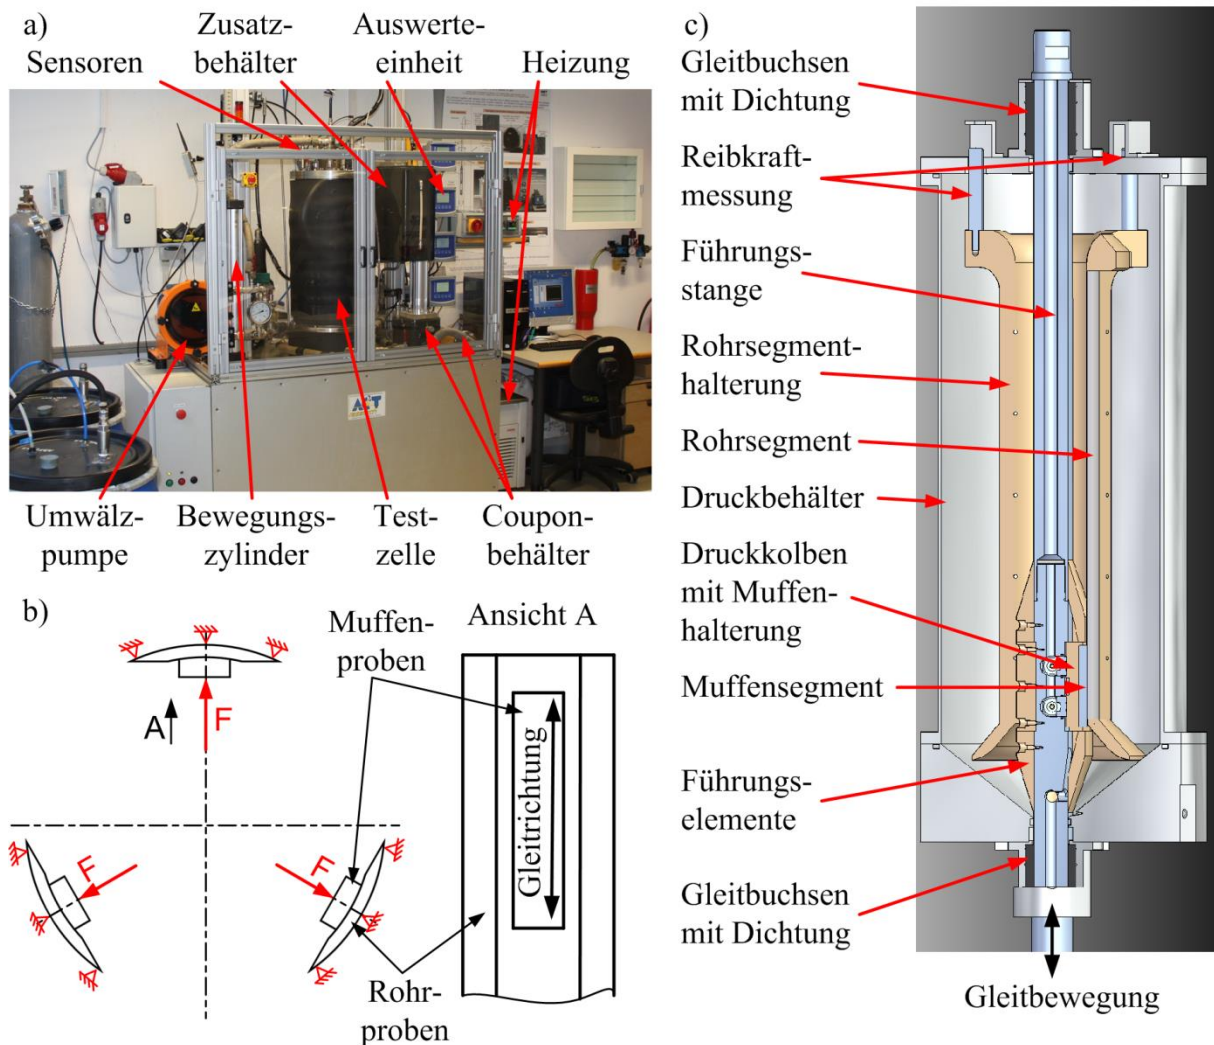 a)
Sensoren
Zusatz-
behälter
Auswerte-
einheit
Heizung
Umwälz-
pumpe
Bewegungs-
zylinder
Test-
zelle
Coupon-
behälter
b)
A
F
F
F
Muffen-
proben
Rohr-
proben
Ansicht A
Gleitrichtung
c)
Gleitbuchsen
mit Dichtung
Reibkraft-
messung
Führungs-
stange
Rohrsegment-
halterung
Rohrsegment
Druckbehälter
Druckkolben
mit Muffen-
halterung
Muffensegment
Führungs-
elemente
Gleitbuchsen
mit Dichtung
Gleitbewegung